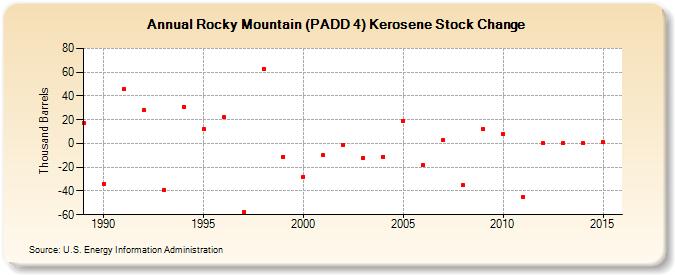 Annual Rocky Mountain (PADD 4) Kerosene Stock Change
Thousand Barrels
80
60
40
20
0
-20
-40
-60
1990 1995 2000 2005 2010 2015
Source: U.S. Energy Information Administration